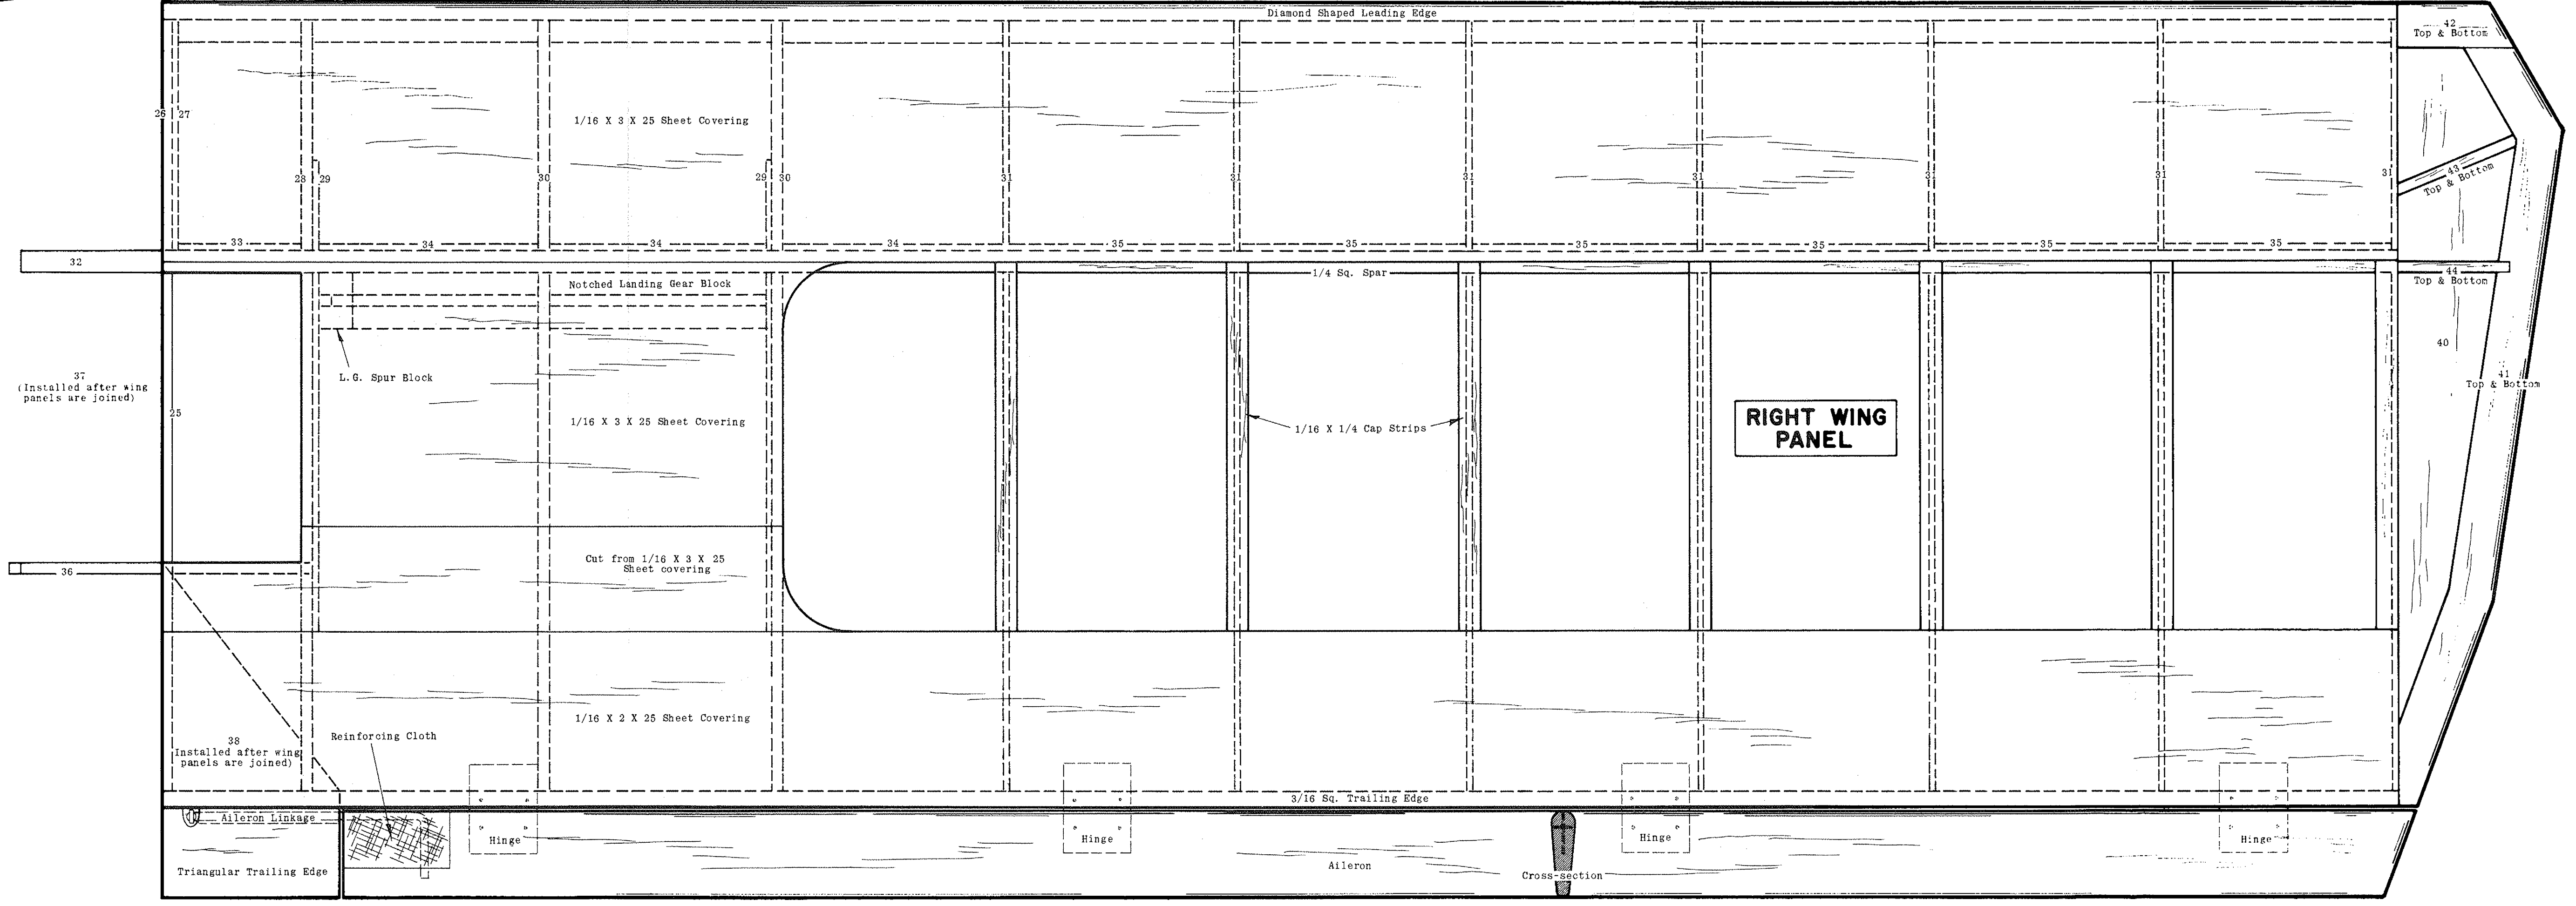 Diamond Shaped Leading Edge
42
Top & Bottom
26
27
1/16 X 3 X 25 Sheet Covering
28
29
30
29
30
31
31
31
31
31
31
31
43
Top & Bottom
33
34
34
34
35
35
35
35
35
35
32
1/4 Sq. Spar
44
Top & Bottom
Notched Landing Gear Block
40
37
(Installed after wing
panels are joined)
L.G. Spur Block
41
Top & Bottom
25
1/16 X 3 X 25 Sheet Covering
1/16 X 1/4 Cap Strips
RIGHT WING
PANEL
Cut from 1/16 X 3 X 25
Sheet covering
36
1/16 X 2 X 25 Sheet Covering
Reinforcing Cloth
38
Installed after wing
panels are joined)
3/16 Sq. Trailing Edge
Aileron Linkage
Hinge
Hinge
Hinge
Hinge
Aileron
Triangular Trailing Edge
Cross-section